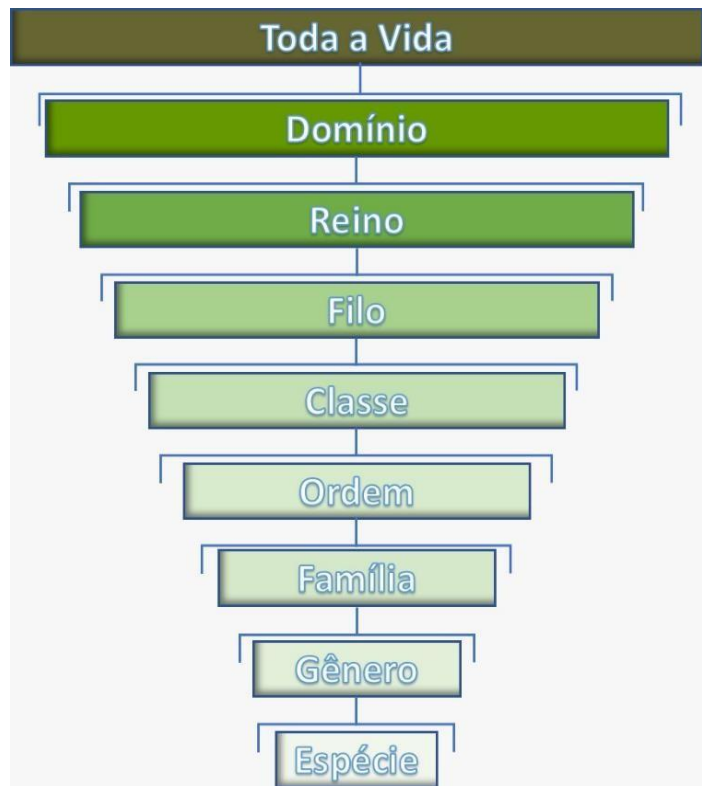 Toda a Vida
Domínio
Reino
Filo
Classe
Ordem
Família
Gênero
Espécie